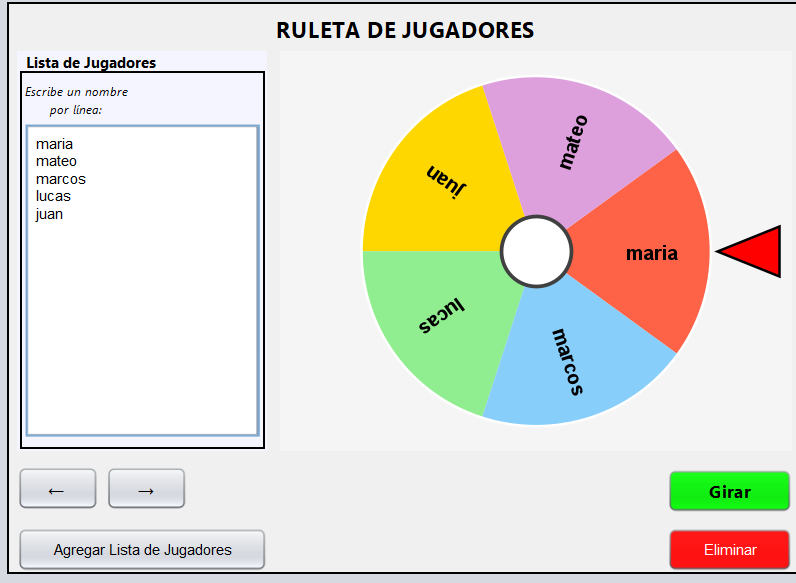 RULETA DE JUGADORES
Lista de Jugadores
Escribe un nombre
por línea:
maria
mateo
marcos
lucas
juan
mateo
juan
maria
lucas
marcos
←
→
Girar
Agregar Lista de Jugadores
Eliminar